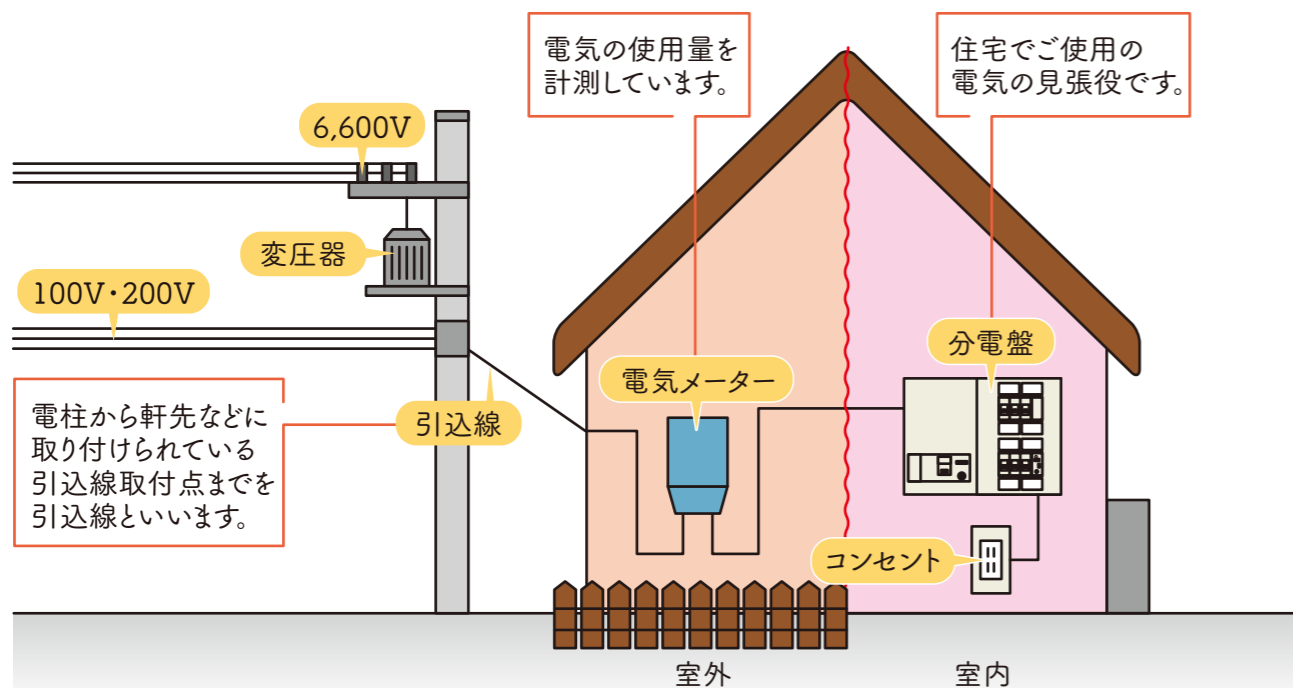 電気の使用量を
計測しています。
住宅でご使用の
電気の見張役です。
6,600V
変圧器
100V・200V
分電盤
電気メーター
引込線
電柱から軒先などに
取り付けられている
引込線取付点までを
引込線といいます。
コンセント
室外
室内